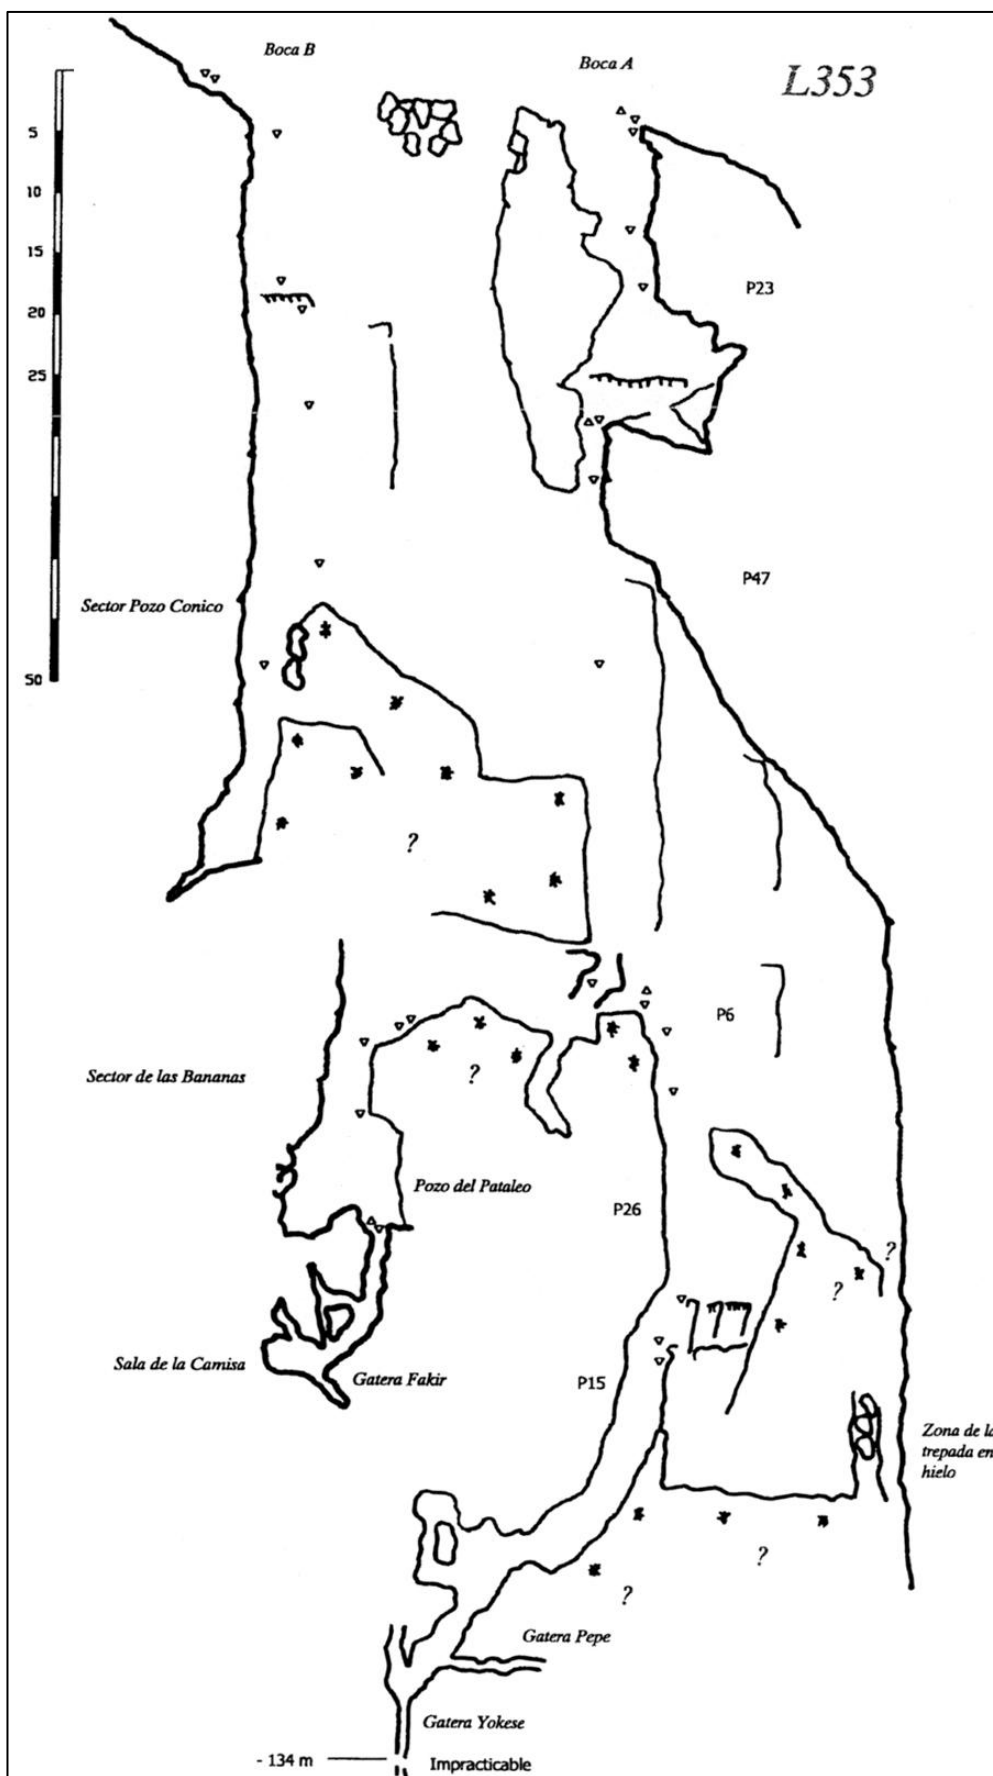 Boca B
Boca A
L353
5
10
15
20
25
50
P23
P47
Sector Pozo Conico
?
P6
Sector de las Bananas
?
Pozo del Pataleo
P26
?
?
Sala de la Camisa
Gatera Fakir
P15
Zona de la
trepada en
hielo
?
?
Gatera Pepe
Gatera Yokese
- 134 m
Impracticable